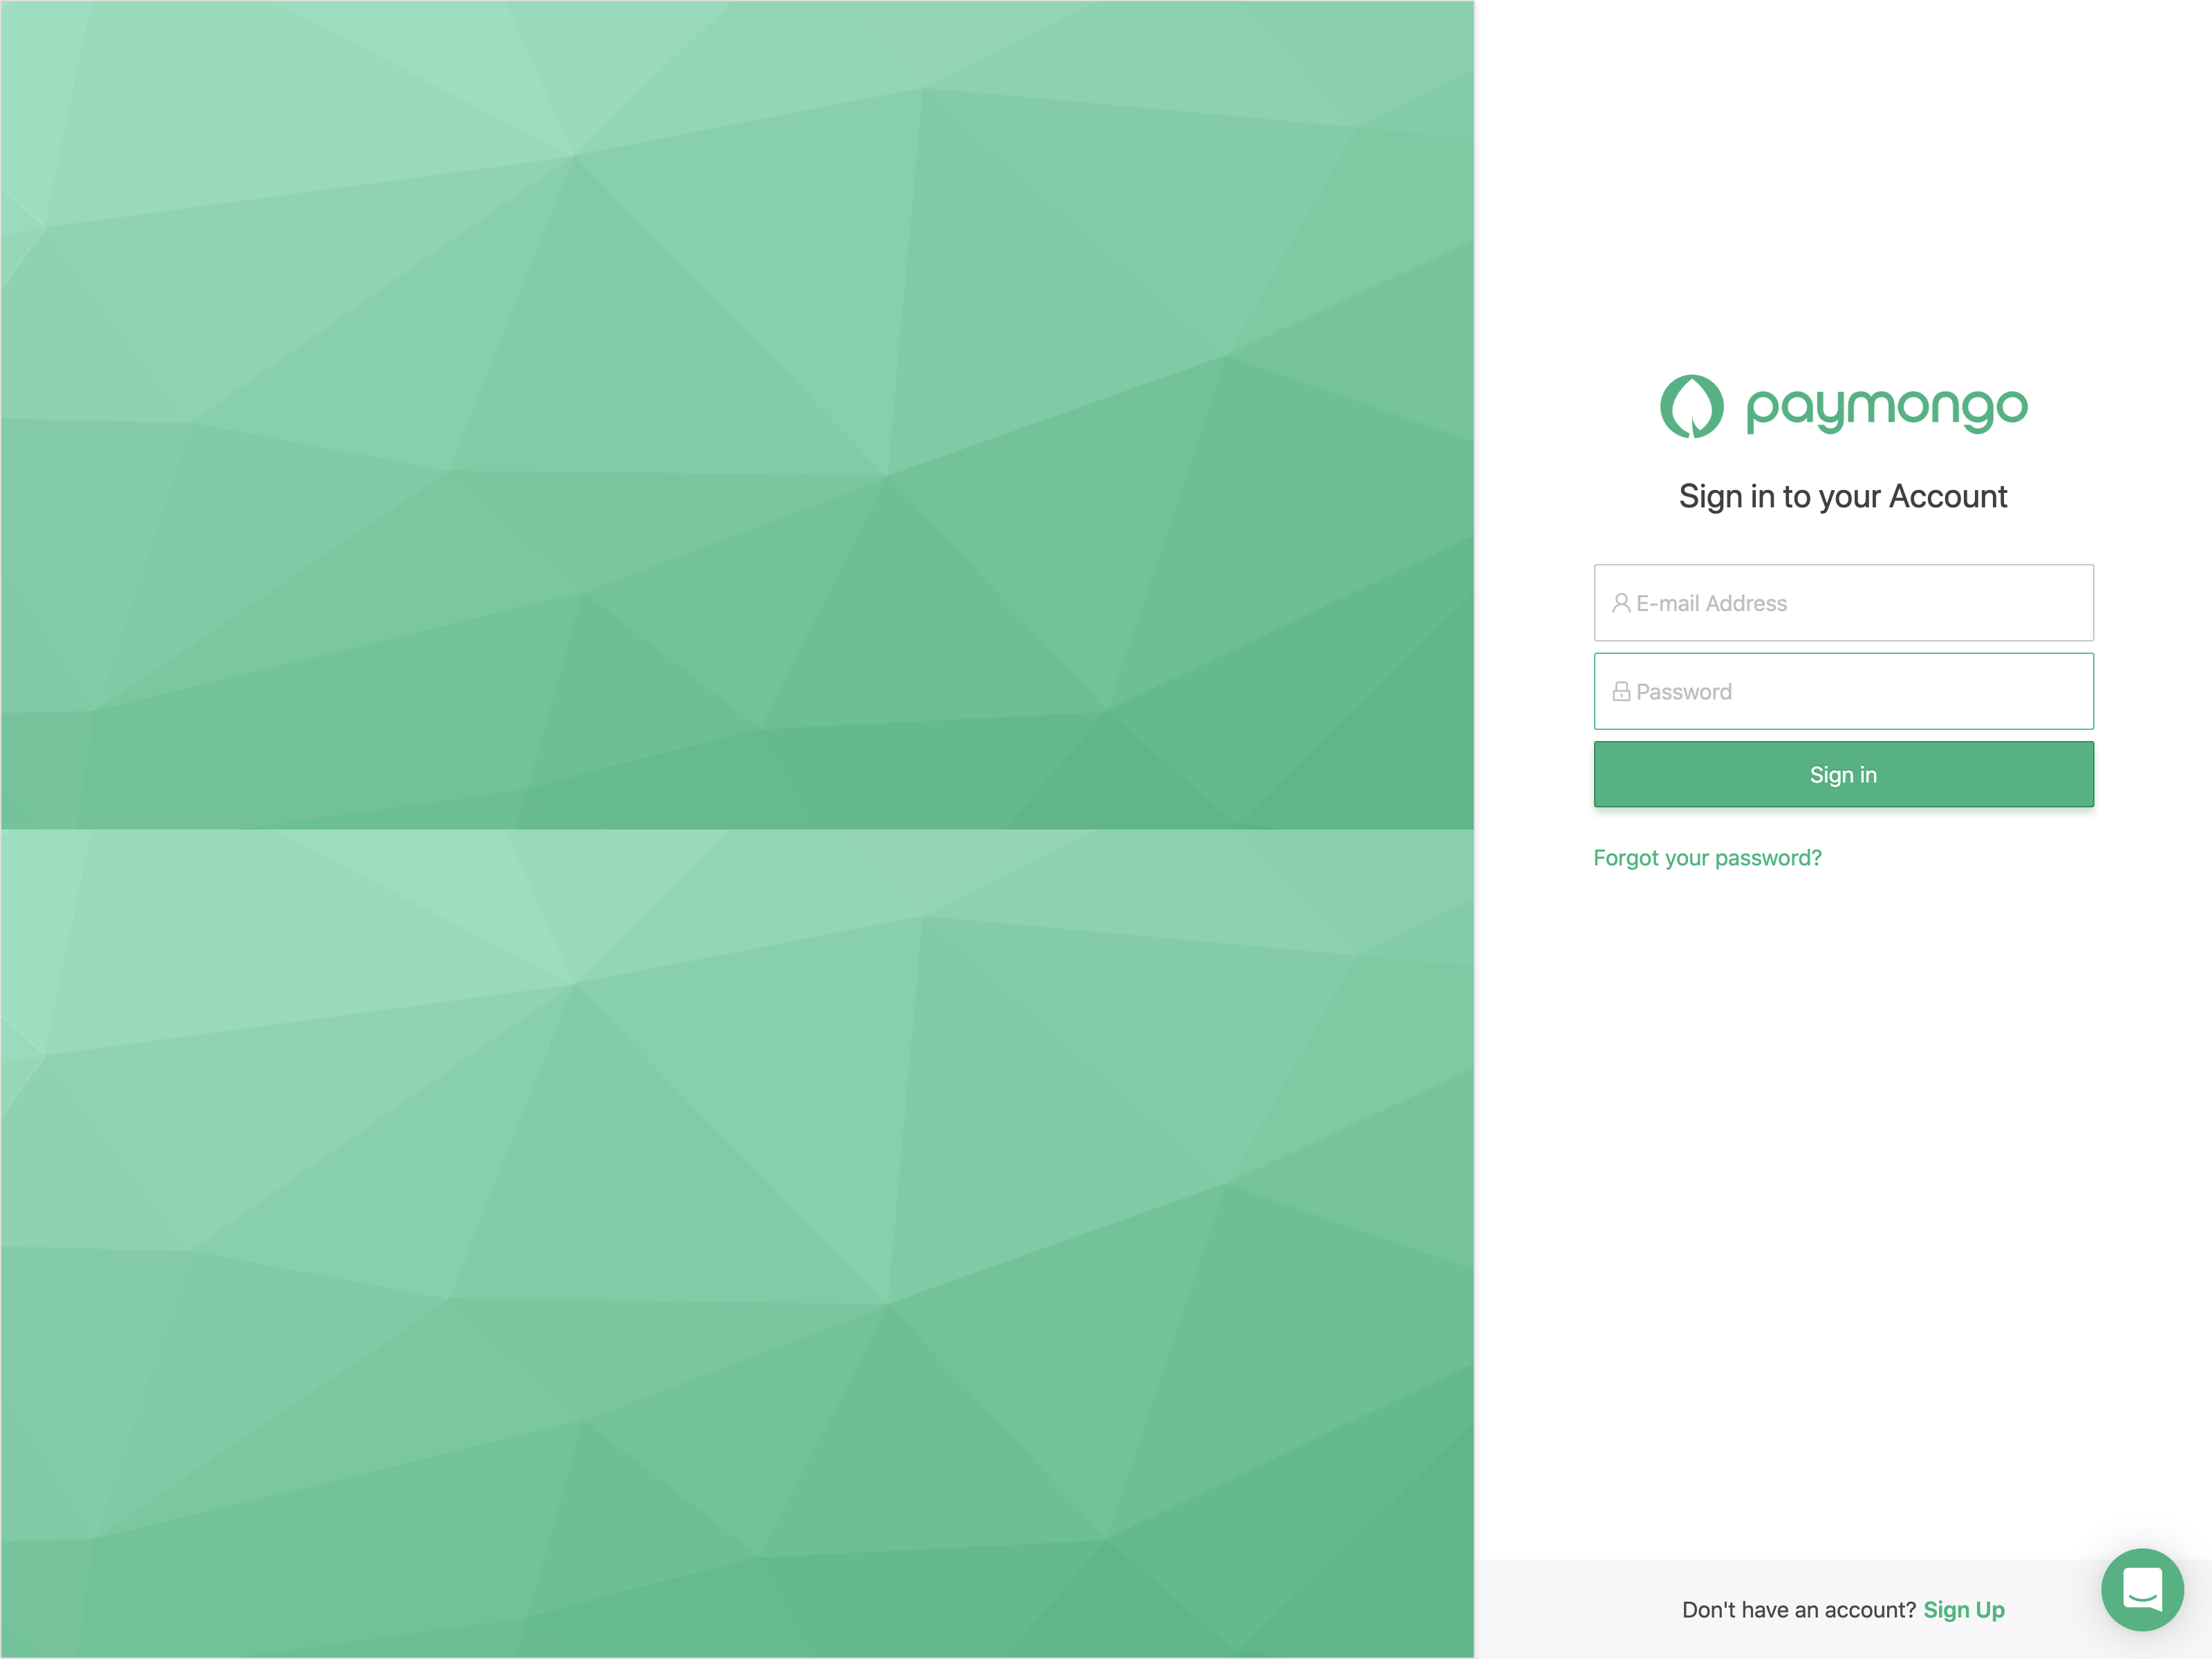 paymongo
Sign in to your Account
E-mail Address
Password
Sign in
Forgot your password?
Don't have an account? Sign Up